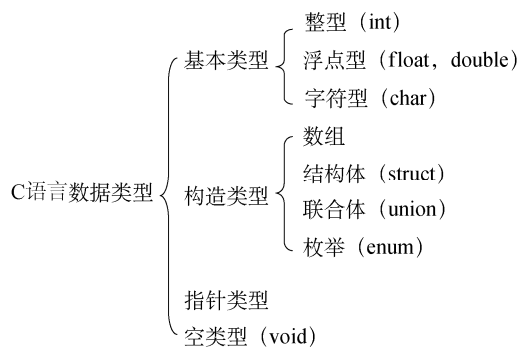 C语言数据类型
基本类型
整型（int）
浮点型（float，double）
字符型（char）
构造类型
数组
结构体（struct）
联合体（union）
枚举（enum）
指针类型
空类型（void）